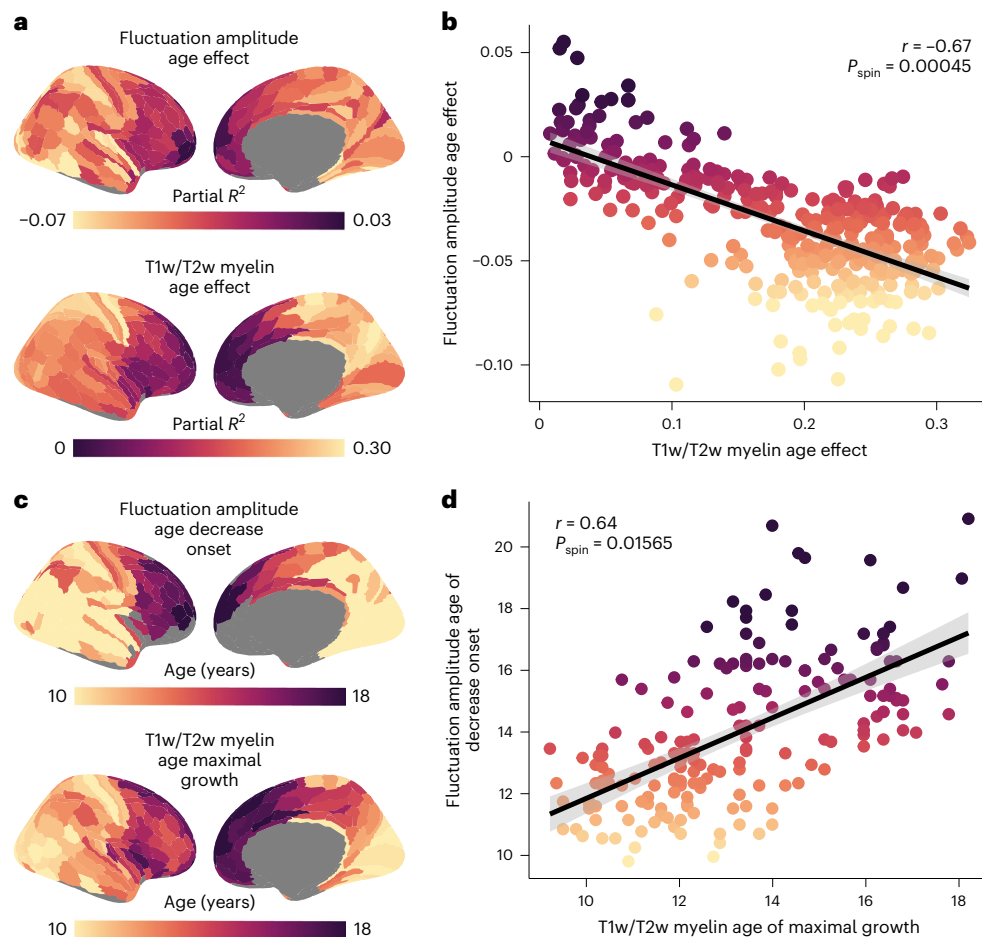 a
Fluctuation amplitude
age effect
Partial R²
−0.07
0.03
T1w/T2w myelin
age effect
Partial R²
0
0.30
b
r = −0.67
Pspin = 0.00045
Fluctuation amplitude age effect
0.05
0
−0.05
−0.10
0
0.1
0.2
0.3
T1w/T2w myelin age effect
c
Fluctuation amplitude
age decrease
onset
Age (years)
10
18
T1w/T2w myelin
age maximal
growth
Age (years)
10
18
d
r = 0.64
Pspin = 0.01565
Fluctuation amplitude age of
decrease onset
20
18
16
14
12
10
10
12
14
16
18
T1w/T2w myelin age of maximal growth